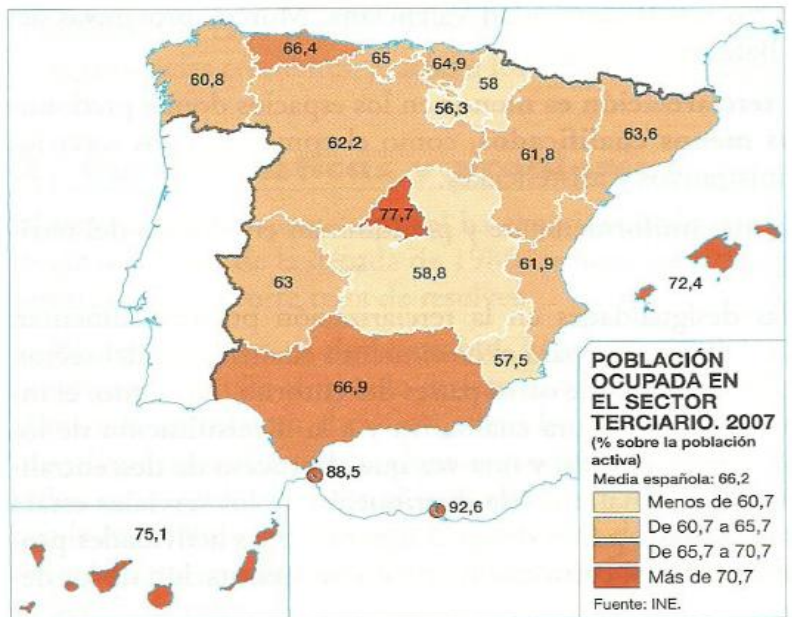 66,4
65
64,9
58
60,8
56,3
62,2
61,8
63,6
77,7
72,4
63
58,8
61,9
57,5
66,9
88,5
92,6
75,1
POBLACIÓN
OCUPADA EN
EL SECTOR
TERCIARIO. 2007
(% sobre la población
activa)
Media española: 66,2
Menos de 60,7
De 60,7 a 65,7
De 65,7 a 70,7
Más de 70,7
Fuente: INE.